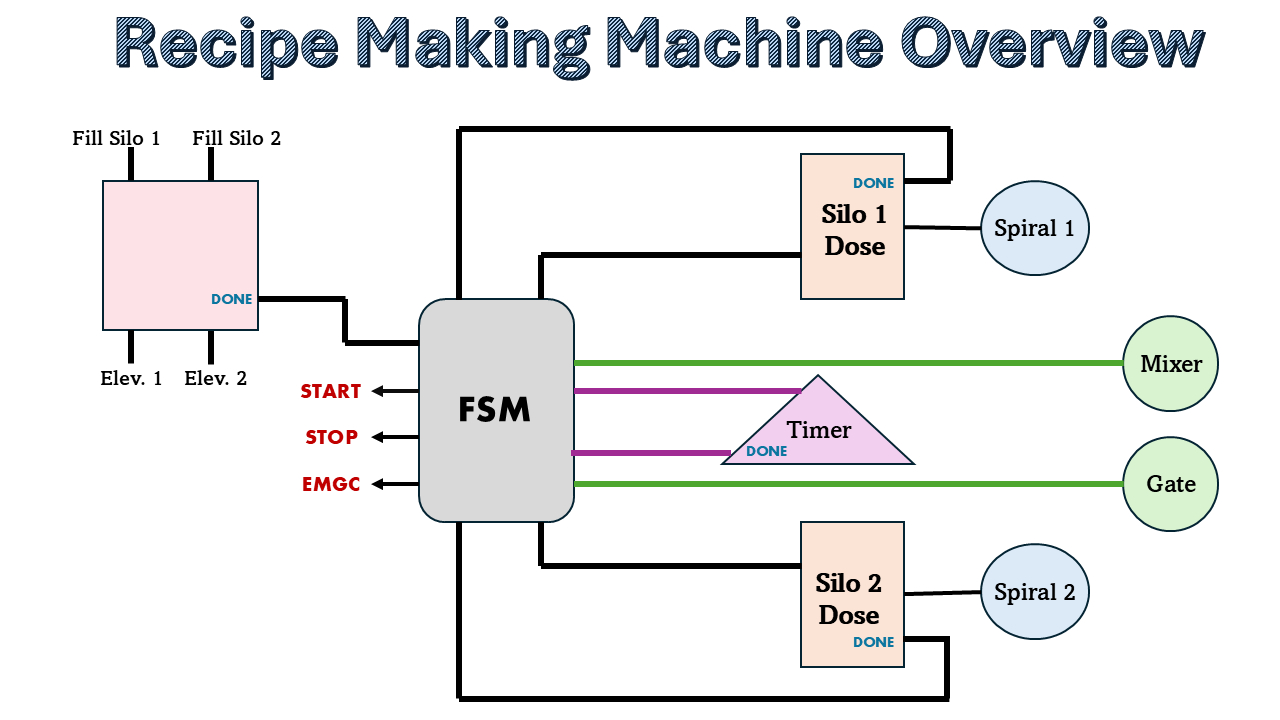 Recipe Making Machine Overview
Fill Silo 1
Fill Silo 2
DONE
Elev. 1
Elev. 2
START
STOP
EMGC
FSM
DONE
Silo 1
Dose
Spiral 1
Mixer
Timer
DONE
Gate
Silo 2
Dose
DONE
Spiral 2